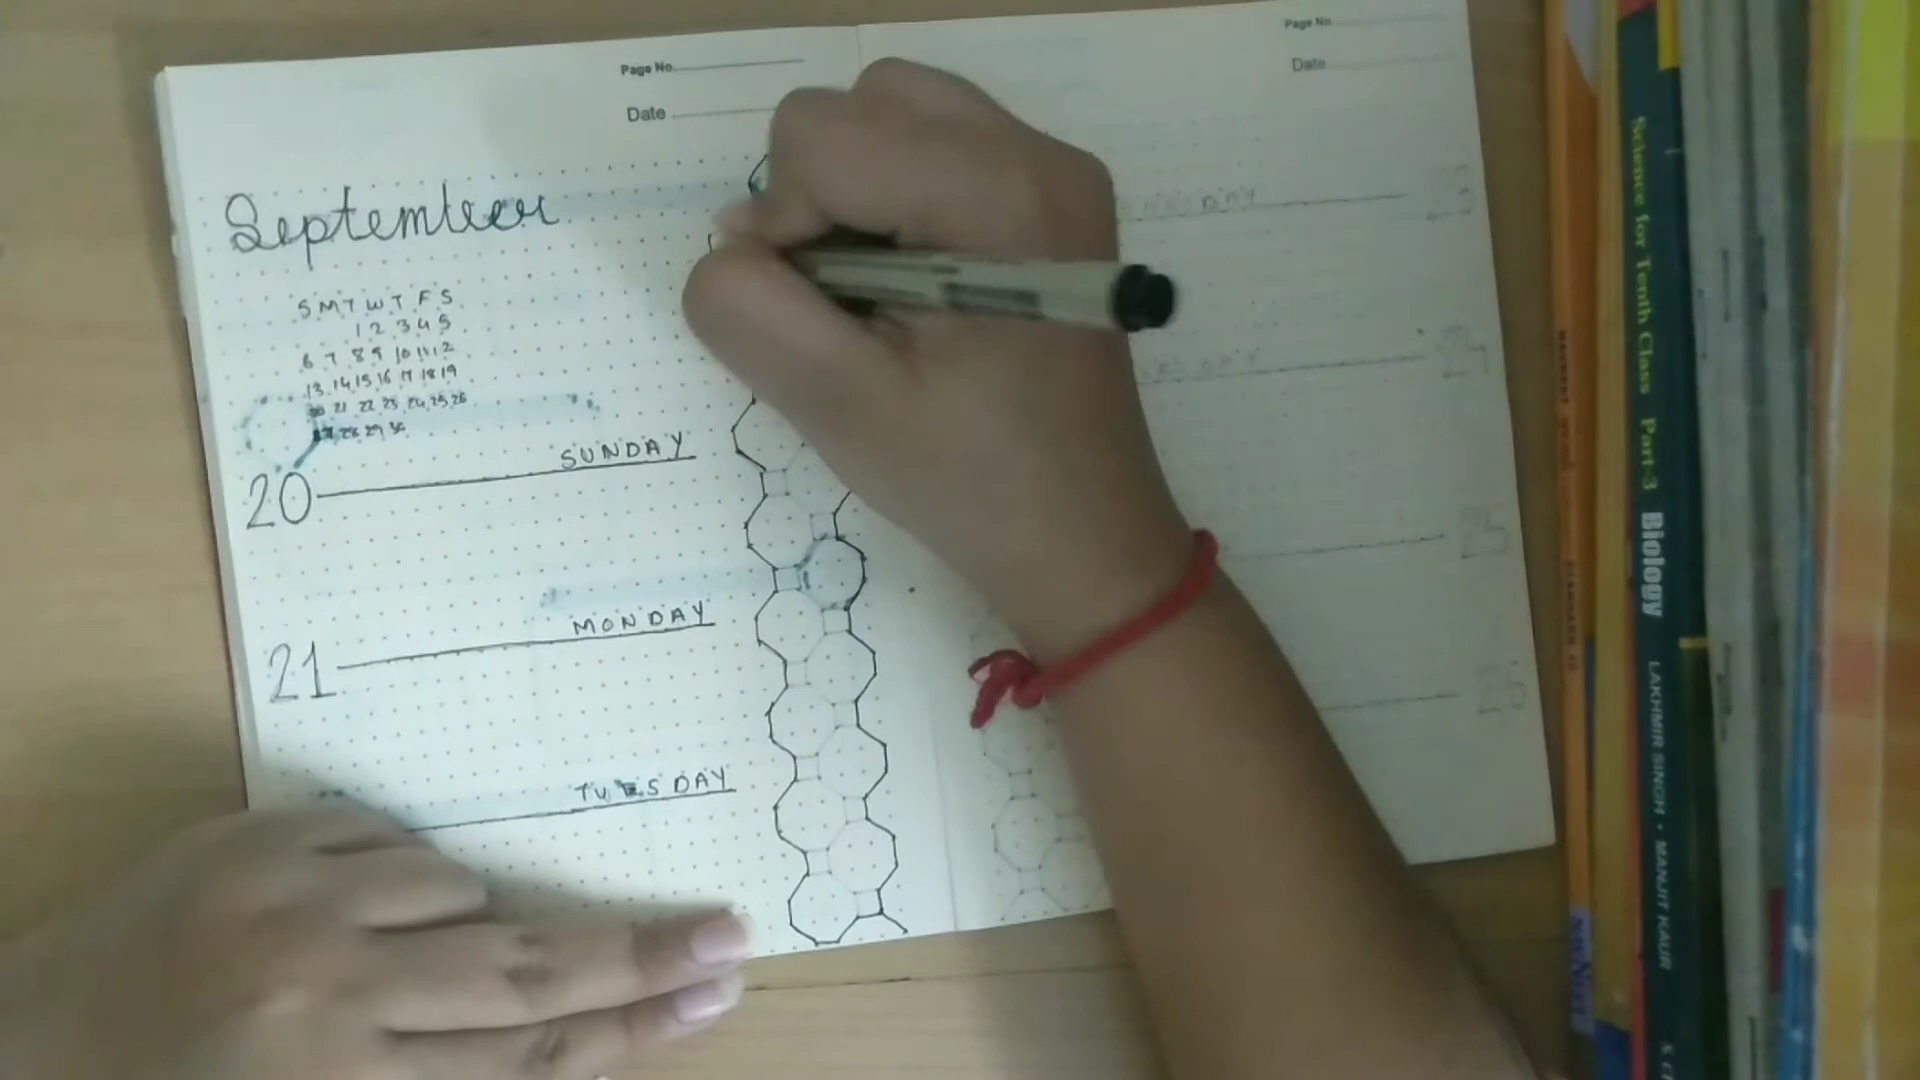 Page No.
Date
September
S M T W T F S
1 2 3 4 5
6 7 8 9 10 11 12
13 14 15 16 17 18 19
20 21 22 23 24 25 26
27 28 29 30
20 SUNDAY
21 MONDAY
TUESDAY
Page No.
Date
23
24
25
26
Science for Tenth Class Part-3 Biology LAKHMIR SINGH • MANJIT KAUR